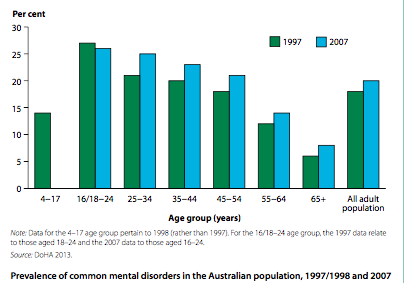 Per cent
30
25
20
15
10
5
0
1997 2007
4–17 16/18–24 25–34 35–44 45–54 55–64 65+ All adult
population
Age group (years)
Note: Data for the 4–17 age group pertain to 1998 (rather than 1997). For the 16/18–24 age group, the 1997 data relate
to those aged 18–24 and the 2007 data to those aged 16–24.
Source: DoHA 2013.
Prevalence of common mental disorders in the Australian population, 1997/1998 and 2007